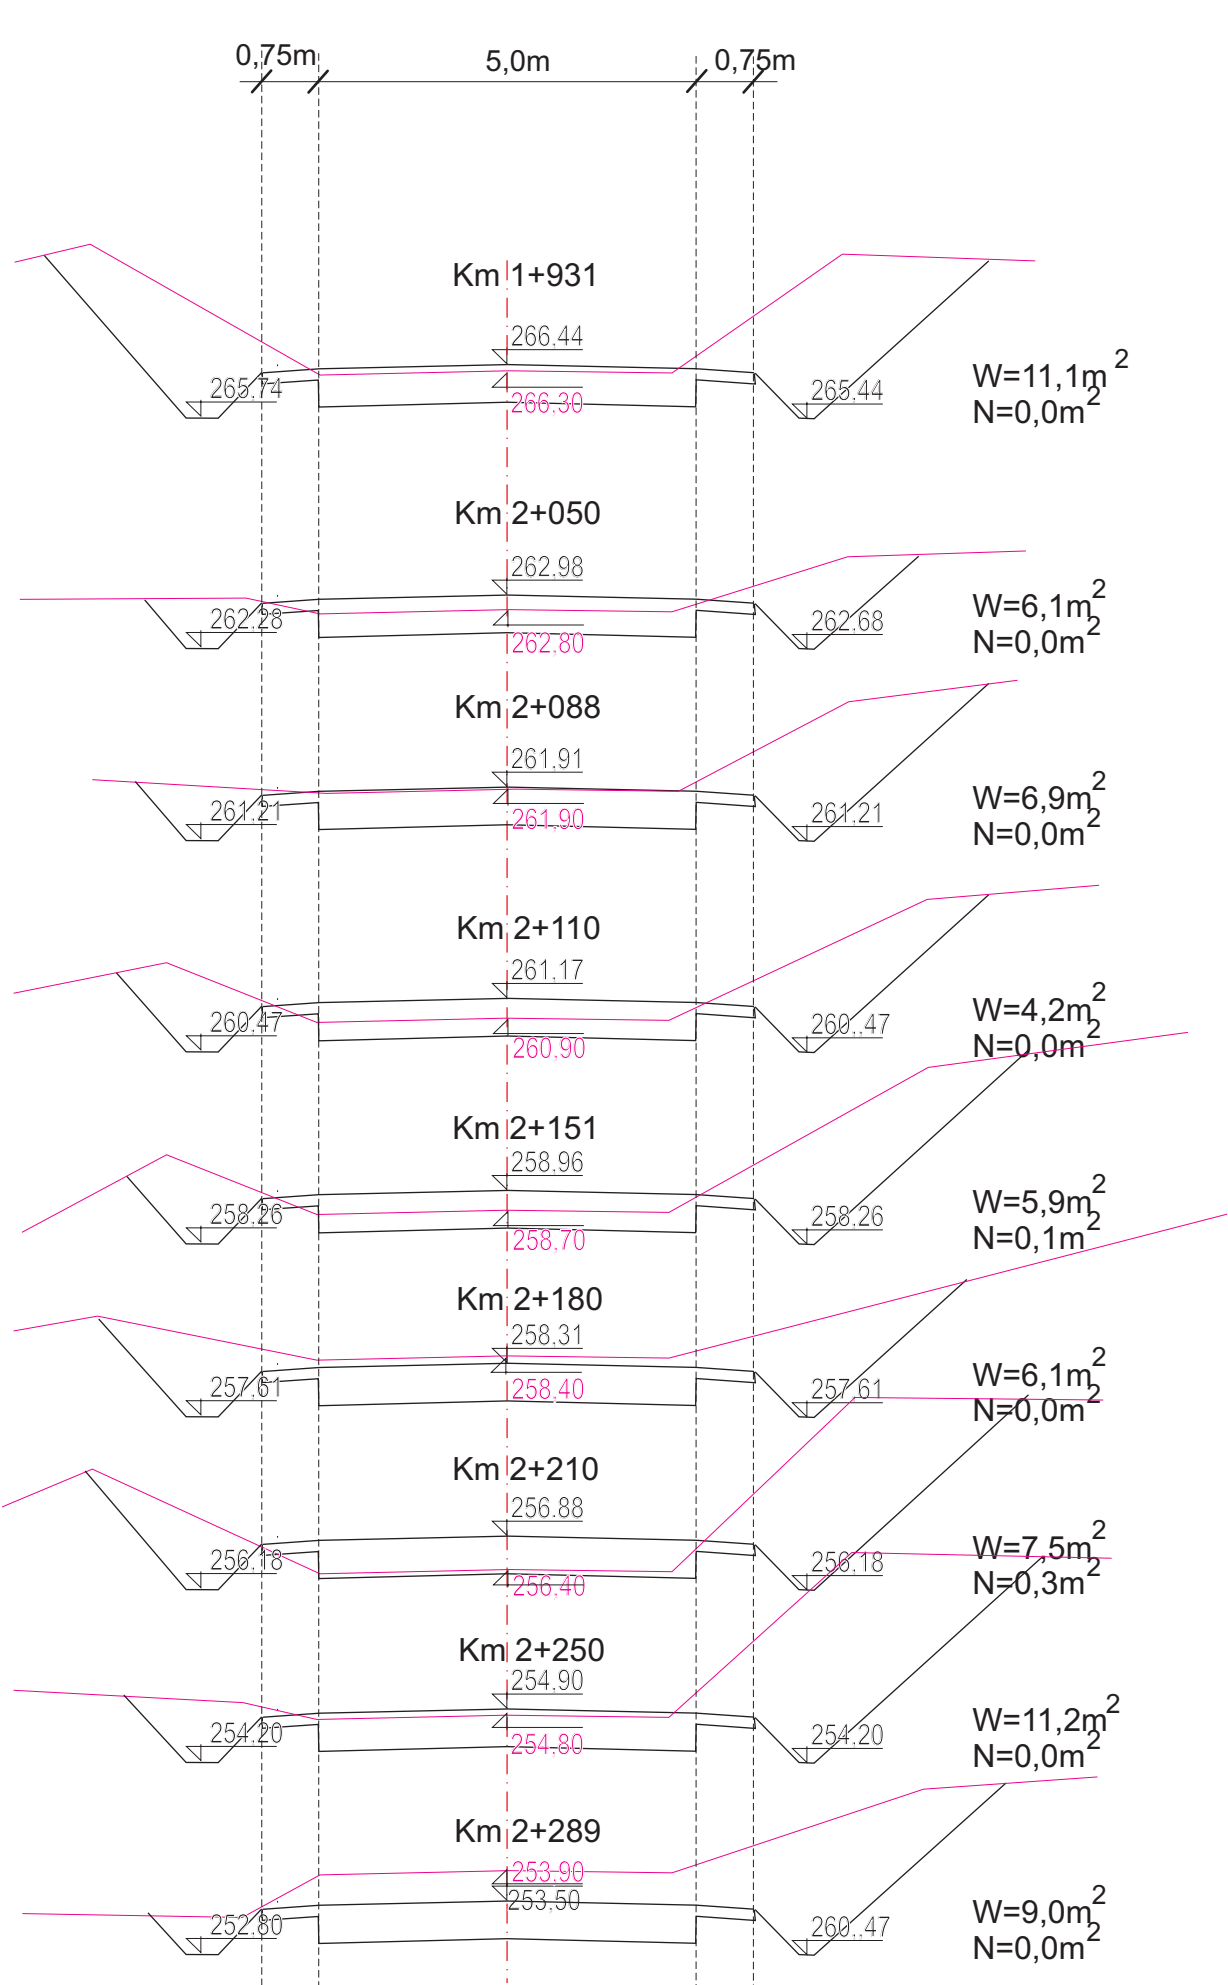 0,75m 5,0m 0,75m
Km 1+931
266.44
265.74 266.30 265.44
W=11,1m2
N=0,0m2
Km 2+050
262.98
262.28 262.80 262.68
W=6,1m2
N=0,0m2
Km 2+088
261.91
261.21 261.90 261.21
W=6,9m2
N=0,0m2
Km 2+110
261.17
260.47 260.90 260..47
W=4,2m2
N=0,0m2
Km 2+151
258.96
258.26 258.70 258.26
W=5,9m2
N=0,1m2
Km 2+180
258.31
257.61 258.40 257.61
W=6,1m2
N=0,0m2
Km 2+210
256.88
256.18 256.40 256.18
W=7,5m2
N=0,3m2
Km 2+250
254.90
254.20 254.80 254.20
W=11,2m2
N=0,0m2
Km 2+289
253.90
253.50
252.80 260..47
W=9,0m2
N=0,0m2